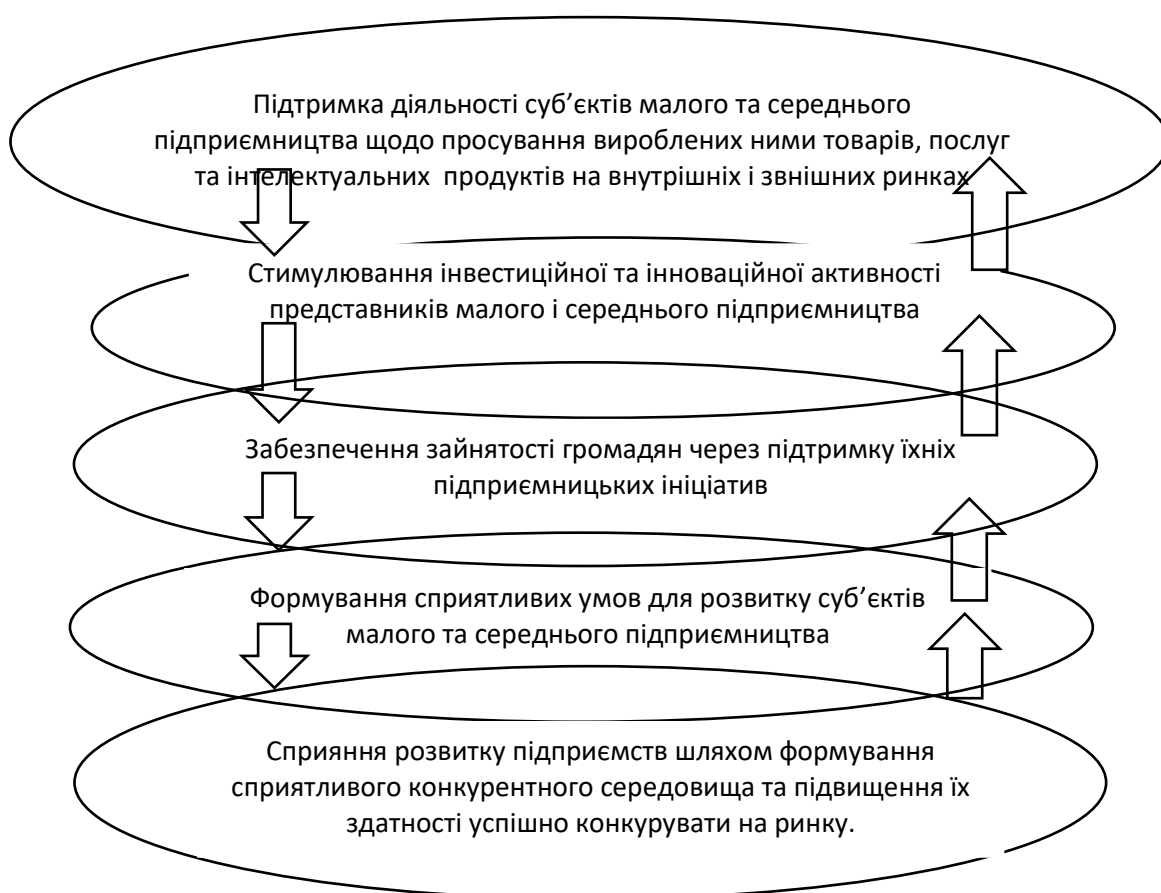 Підтримка діяльності суб’єктів малого та середнього
підприємництва щодо просування вироблених ними товарів, послуг
та інтелектуальних продуктів на внутрішніх і звнішних ринках
Стимулювання інвестиційної та інноваційної активності
представників малого і середнього підприємництва
Забезпечення зайнятості громадян через підтримку їхніх
підприємницьких ініціатив
Формування сприятливих умов для розвитку суб’єктів
малого та середнього підприємництва
Сприяння розвитку підприємств шляхом формування
сприятливого конкурентного середовища та підвищення їх
здатності успішно конкурувати на ринку.